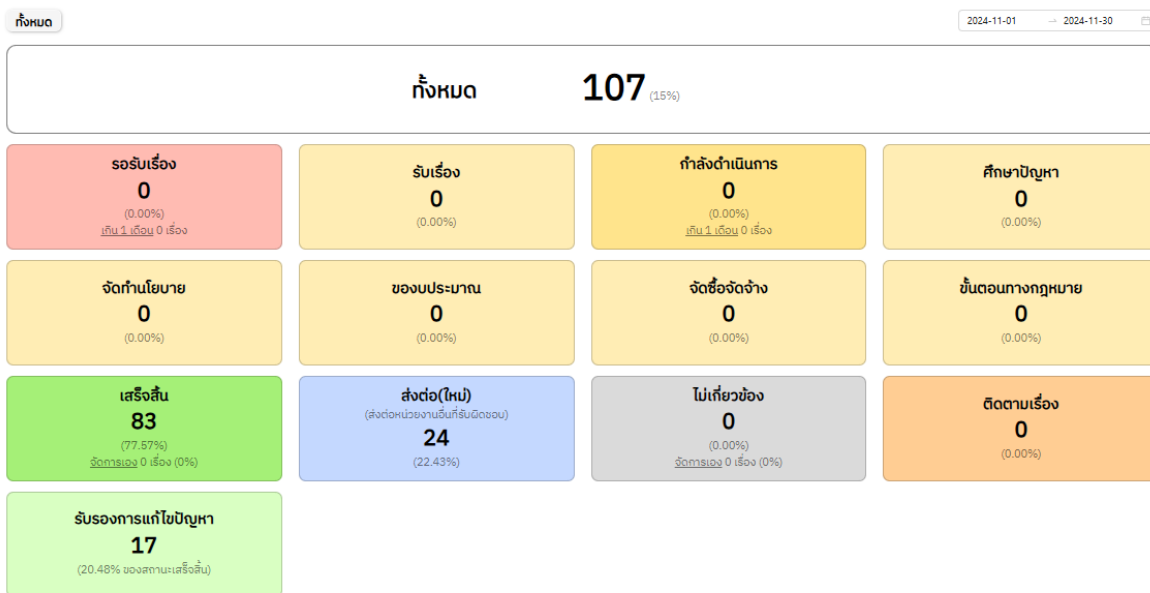 ทั้งหมด
2024-11-01 → 2024-11-30
ทั้งหมด 107 (15%)
รอรับเรื่อง
0
(0.00%)
เกิน 1 เดือน 0 เรื่อง
รับเรื่อง
0
(0.00%)
กำลังดำเนินการ
0
(0.00%)
เกิน 1 เดือน 0 เรื่อง
ศึกษาปัญหา
0
(0.00%)
จัดทำนโยบาย
0
(0.00%)
ของบประมาณ
0
(0.00%)
จัดซื้อจัดจ้าง
0
(0.00%)
ขั้นตอนทางกฎหมาย
0
(0.00%)
เสร็จสิ้น
83
(77.57%)
จัดการเอง 0 เรื่อง (0%)
ส่งต่อ(ใหม่)
(ส่งต่อหน่วยงานอื่นที่รับผิดชอบ)
24
(22.43%)
ไม่เกี่ยวข้อง
0
(0.00%)
จัดการเอง 0 เรื่อง (0%)
ติดตามเรื่อง
0
(0.00%)
รับรองการแก้ไขปัญหา
17
(20.48% ของสถานะเสร็จสิ้น)